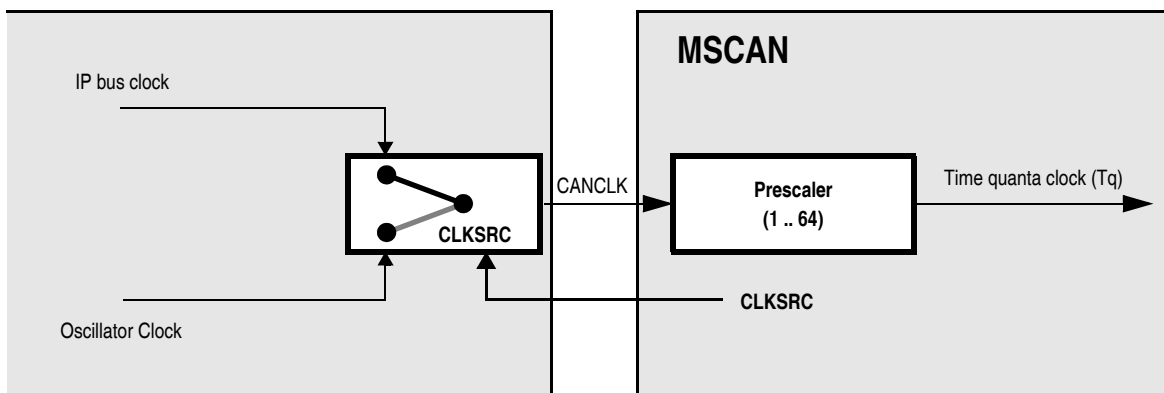 MSCAN
IP bus clock
CANCLK
Prescaler
(1 .. 64)
Time quanta clock (Tq)
CLKSRC
CLKSRC
Oscillator Clock